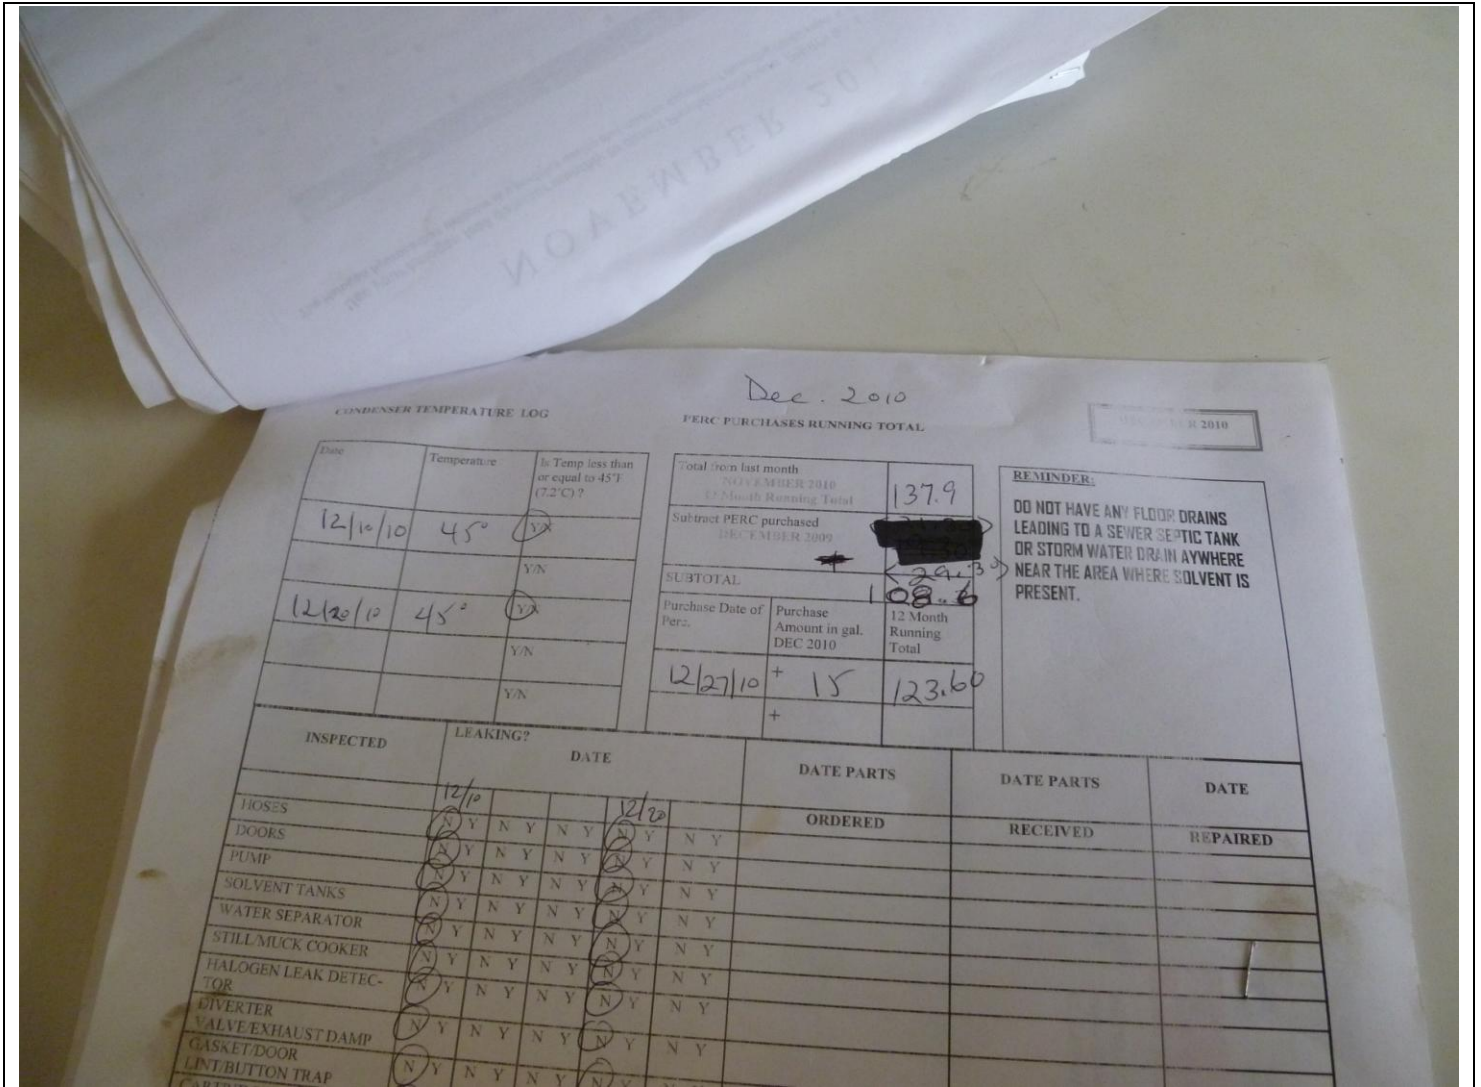 NOVEMBER 201
Dec. 2010
CONDENSER TEMPERATURE LOG
PERC PURCHASES RUNNING TOTAL
R 2010
Date
Temperature
Is Temp less than
or equal to 45°F
(7.2°C) ?
12/10/10
45°
Y/N
Y/N
12/20/10
45°
Y/N
Y/N
Y/N
Total from last month
NOVEMBER 2010
12 Month Running Total
137.9
Subtract PERC purchased
DECEMBER 2009
<29.30>
SUBTOTAL
108.6
Purchase Date of
Perc.
Purchase
Amount in gal.
DEC 2010
12 Month
Running
Total
12/27/10
+ 15
123.60
+
REMINDER:
DO NOT HAVE ANY FLOOR DRAINS
LEADING TO A SEWER SEPTIC TANK
OR STORM WATER DRAIN AYWHERE
NEAR THE AREA WHERE SOLVENT IS
PRESENT.
INSPECTED
LEAKING?
DATE
DATE PARTS
ORDERED
DATE PARTS
RECEIVED
DATE
REPAIRED
12/10
12/20
HOSES N Y N Y N Y N Y N Y
DOORS N Y N Y N Y N Y N Y
PUMP N Y N Y N Y N Y N Y
SOLVENT TANKS N Y N Y N Y N Y N Y
WATER SEPARATOR N Y N Y N Y N Y N Y
STILL/MUCK COOKER N Y N Y N Y N Y N Y
HALOGEN LEAK DETEC-
TOR N Y N Y N Y N Y N Y
DIVERTER
VALVE/EXHAUST DAMP N Y N Y N Y N Y N Y
GASKET/DOOR
LINT/BUTTON TRAP N Y N Y N Y N Y N Y